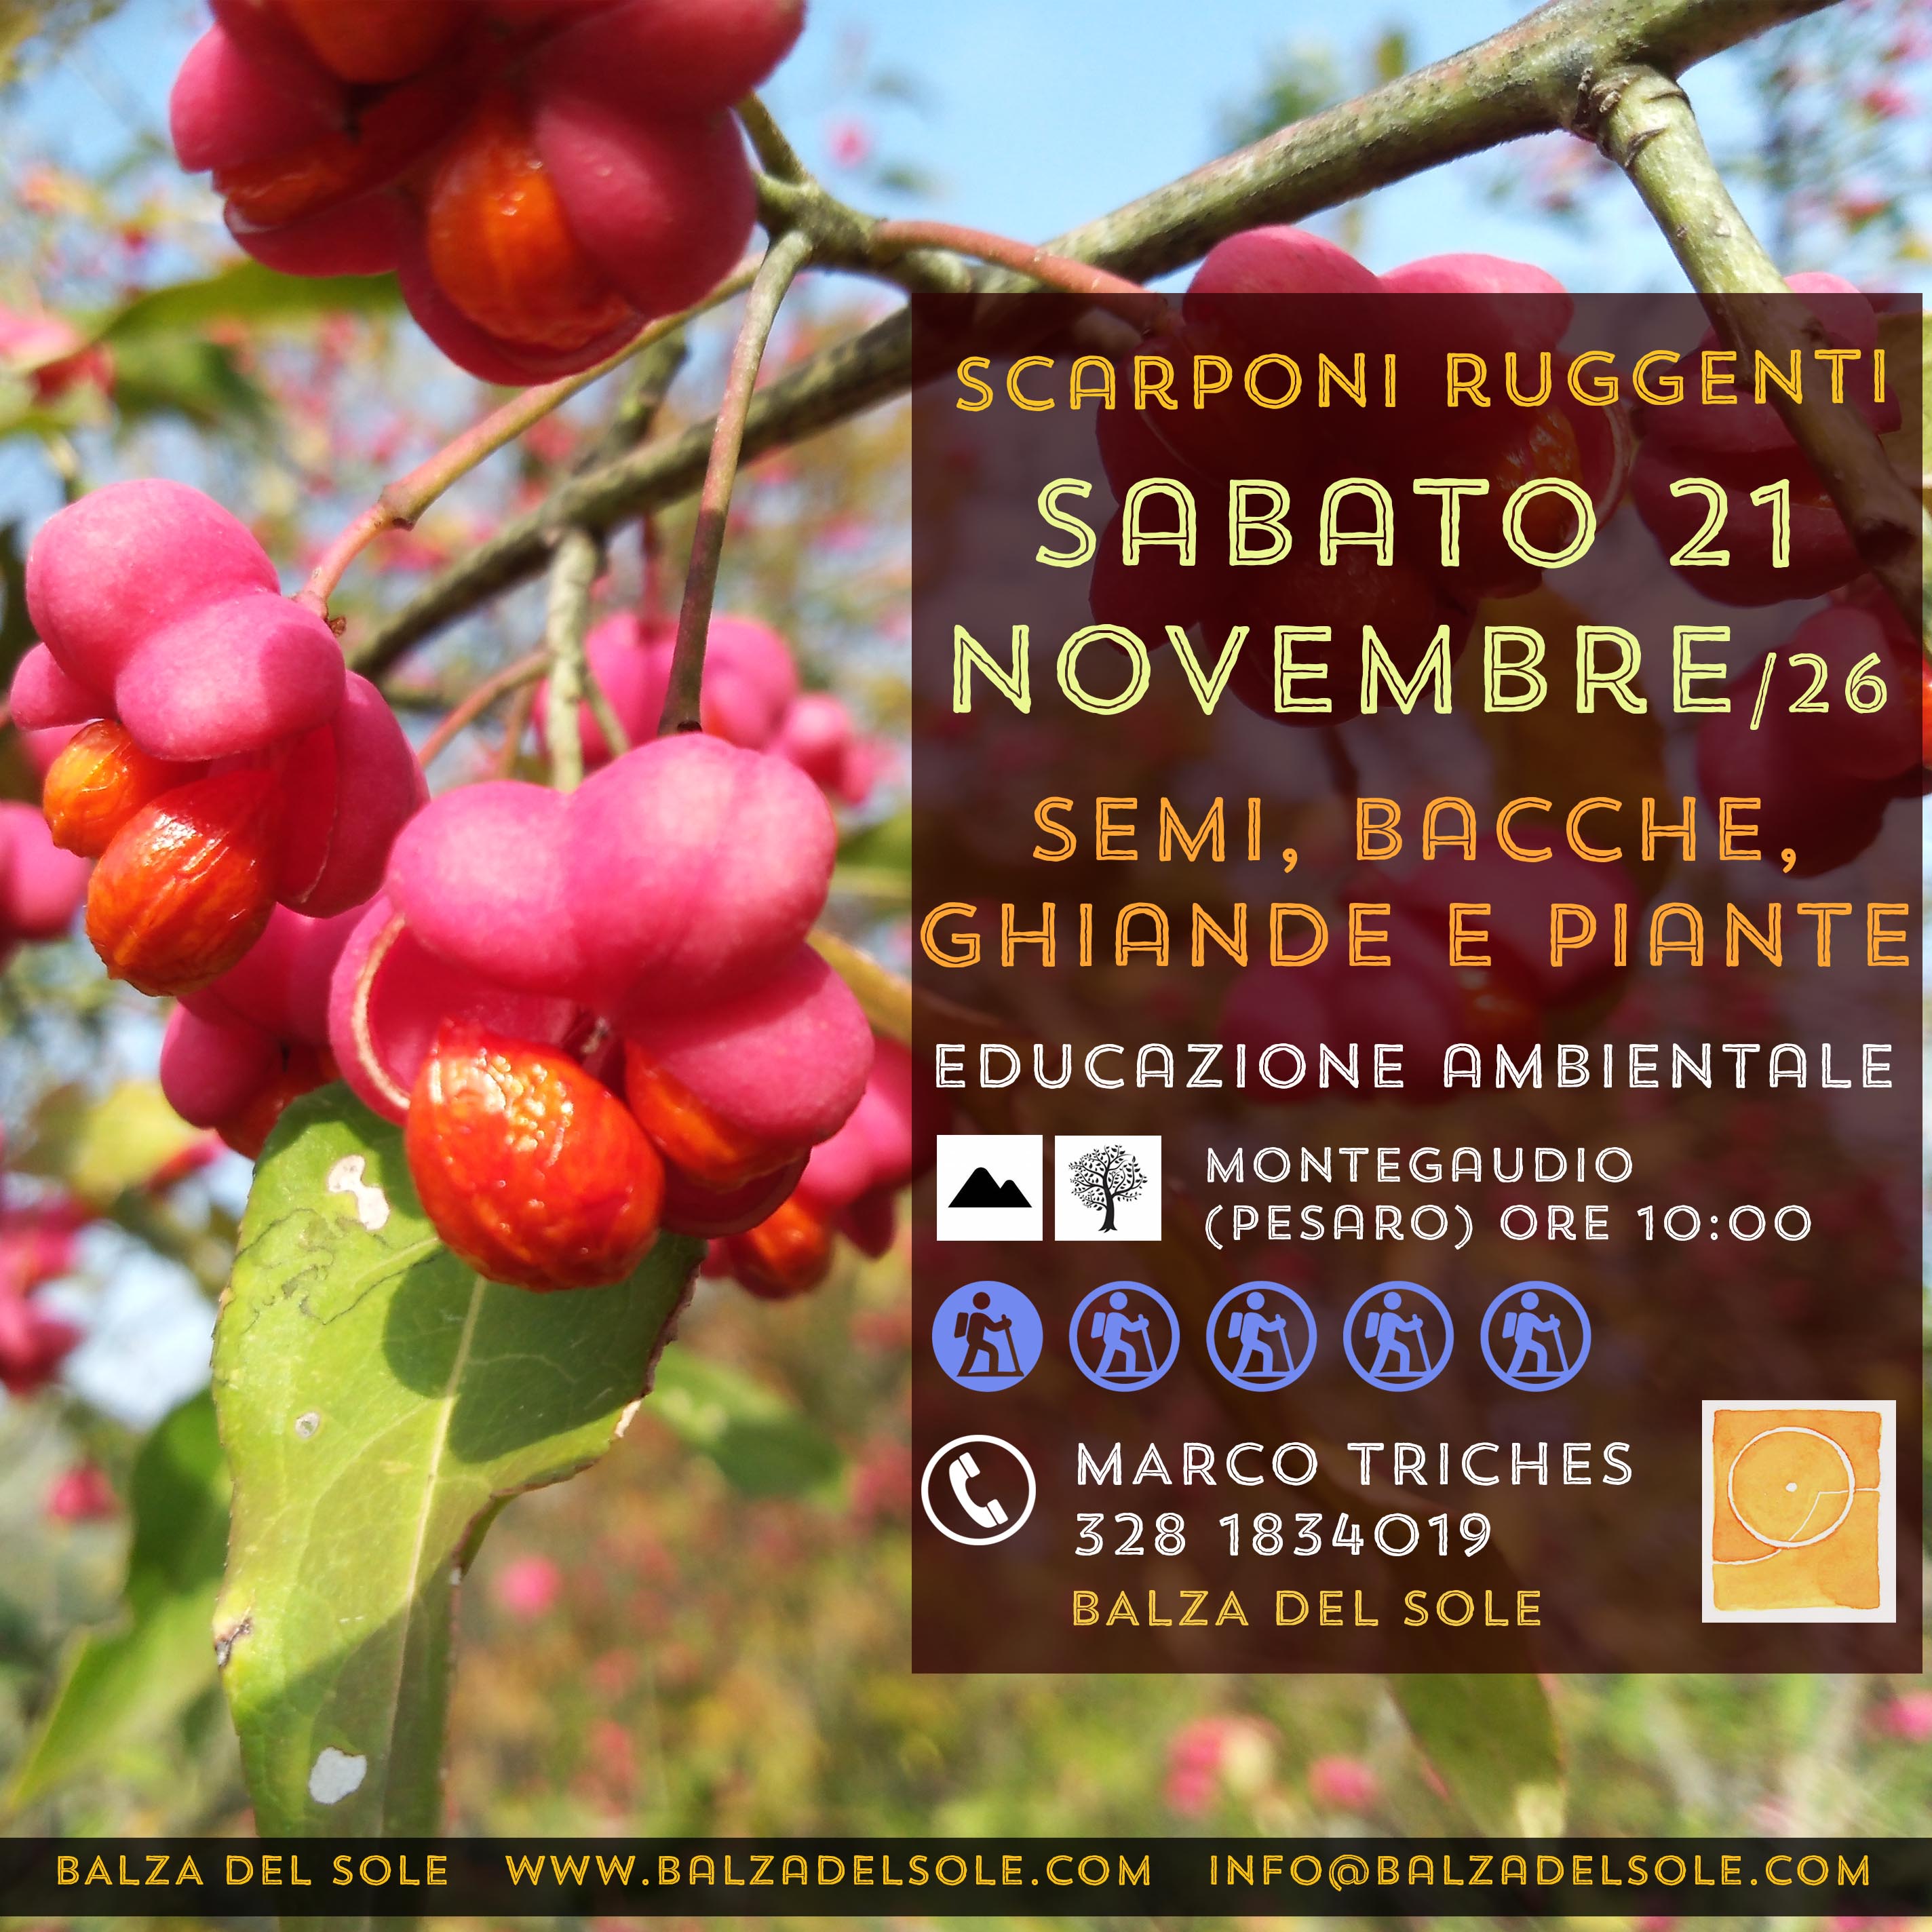 SCARPONI RUGGENTI
SABATO 21
NOVEMBRE/26
SEMI, BACCHE,
GHIANDE E PIANTE
EDUCAZIONE AMBIENTALE
MONTEGAUDIO
(PESARO) ORE 10:00
MARCO TRICHES
328 1834019
BALZA DEL SOLE
BALZA DEL SOLE WWW.BALZADELSOLE.COM INFO@BALZADELSOLE.COM